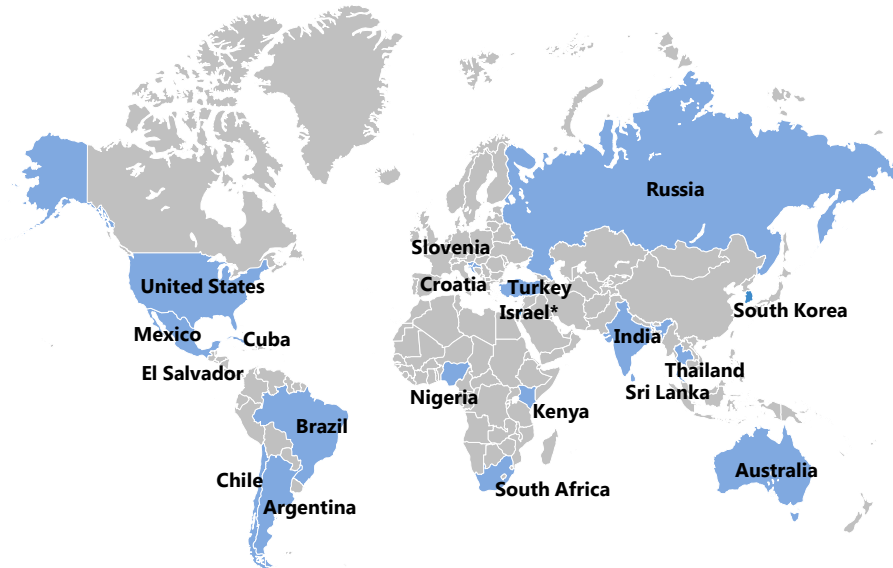 Russia
Slovenia
Croatia
Turkey
United States
Israel*
South Korea
Mexico
Cuba
India
El Salvador
Thailand
Sri Lanka
Nigeria
Kenya
Brazil
Australia
Chile
South Africa
Argentina